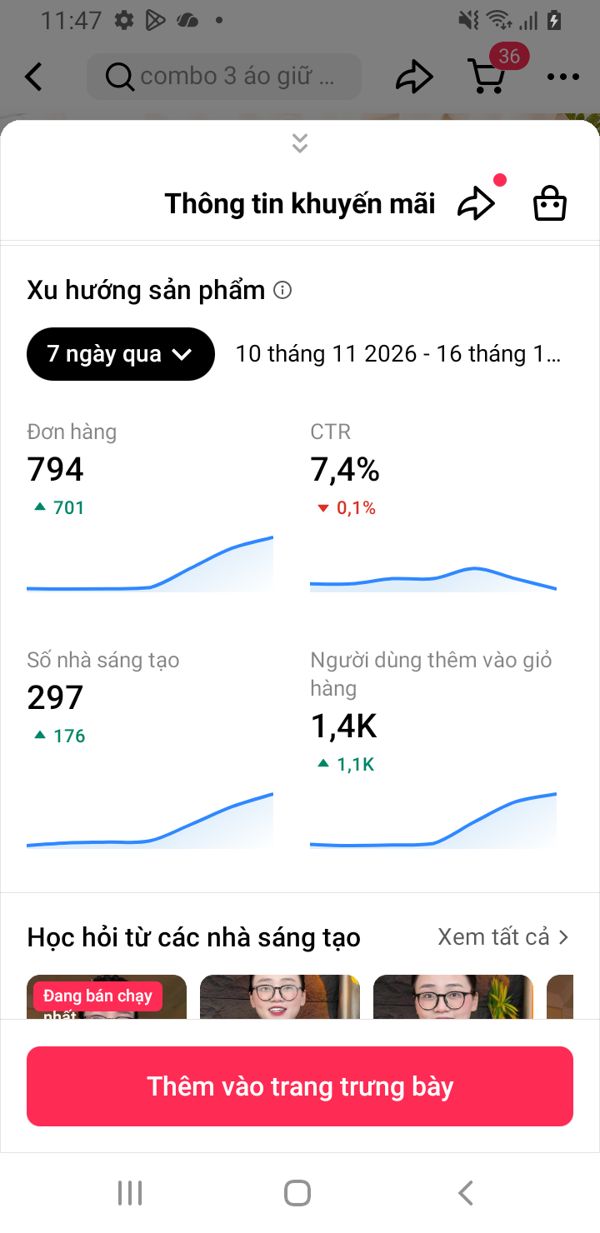 11:47
combo 3 áo giữ ...
36
Thông tin khuyến mãi
Xu hướng sản phẩm
7 ngày qua
10 tháng 11 2026 - 16 tháng 1...
Đơn hàng
794
701
CTR
7,4%
0,1%
Số nhà sáng tạo
297
176
Người dùng thêm vào giỏ
hàng
1,4K
1,1K
Học hỏi từ các nhà sáng tạo
Xem tất cả
Đang bán chạy
nhất
Thêm vào trang trưng bày